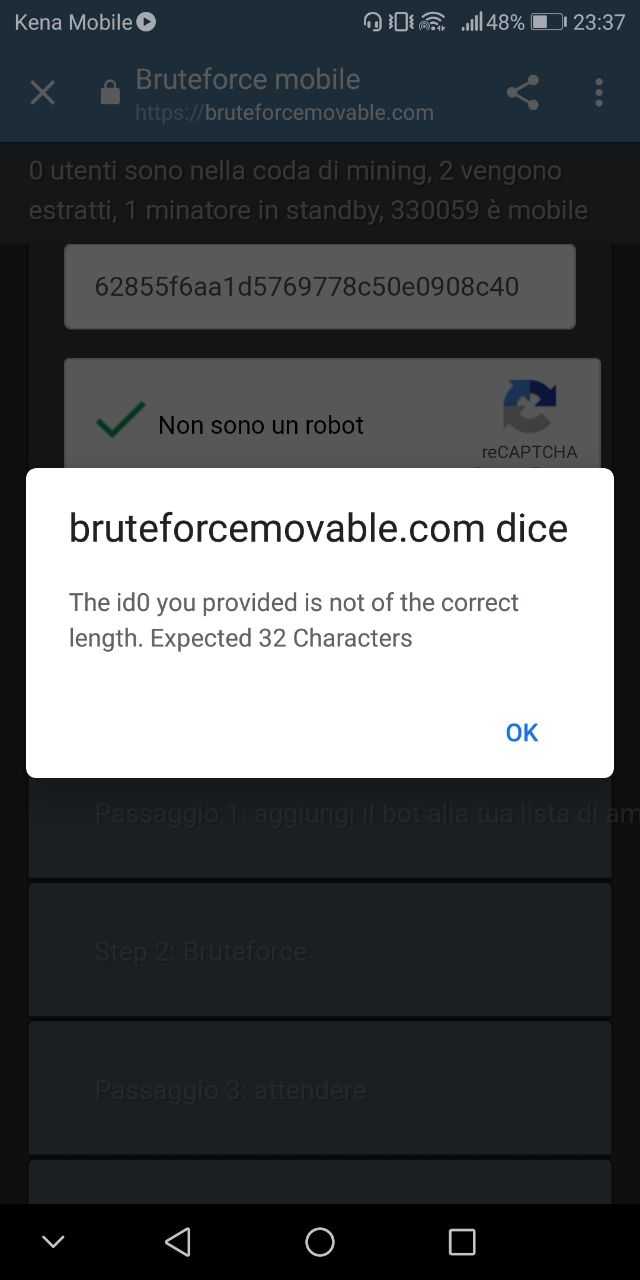 Kena Mobile 48% 23:37
Bruteforce mobile
https://bruteforcemovable.com
0 utenti sono nella coda di mining, 2 vengono
estratti, 1 minatore in standby, 330059 è mobile
62855f6aa1d5769778c50e0908c40
Non sono un robot
reCAPTCHA
bruteforcemovable.com dice
The id0 you provided is not of the correct
length. Expected 32 Characters
OK
Passaggio 1: aggiungi il bot alla tua lista di am
Step 2: Bruteforce
Passaggio 3: attendere